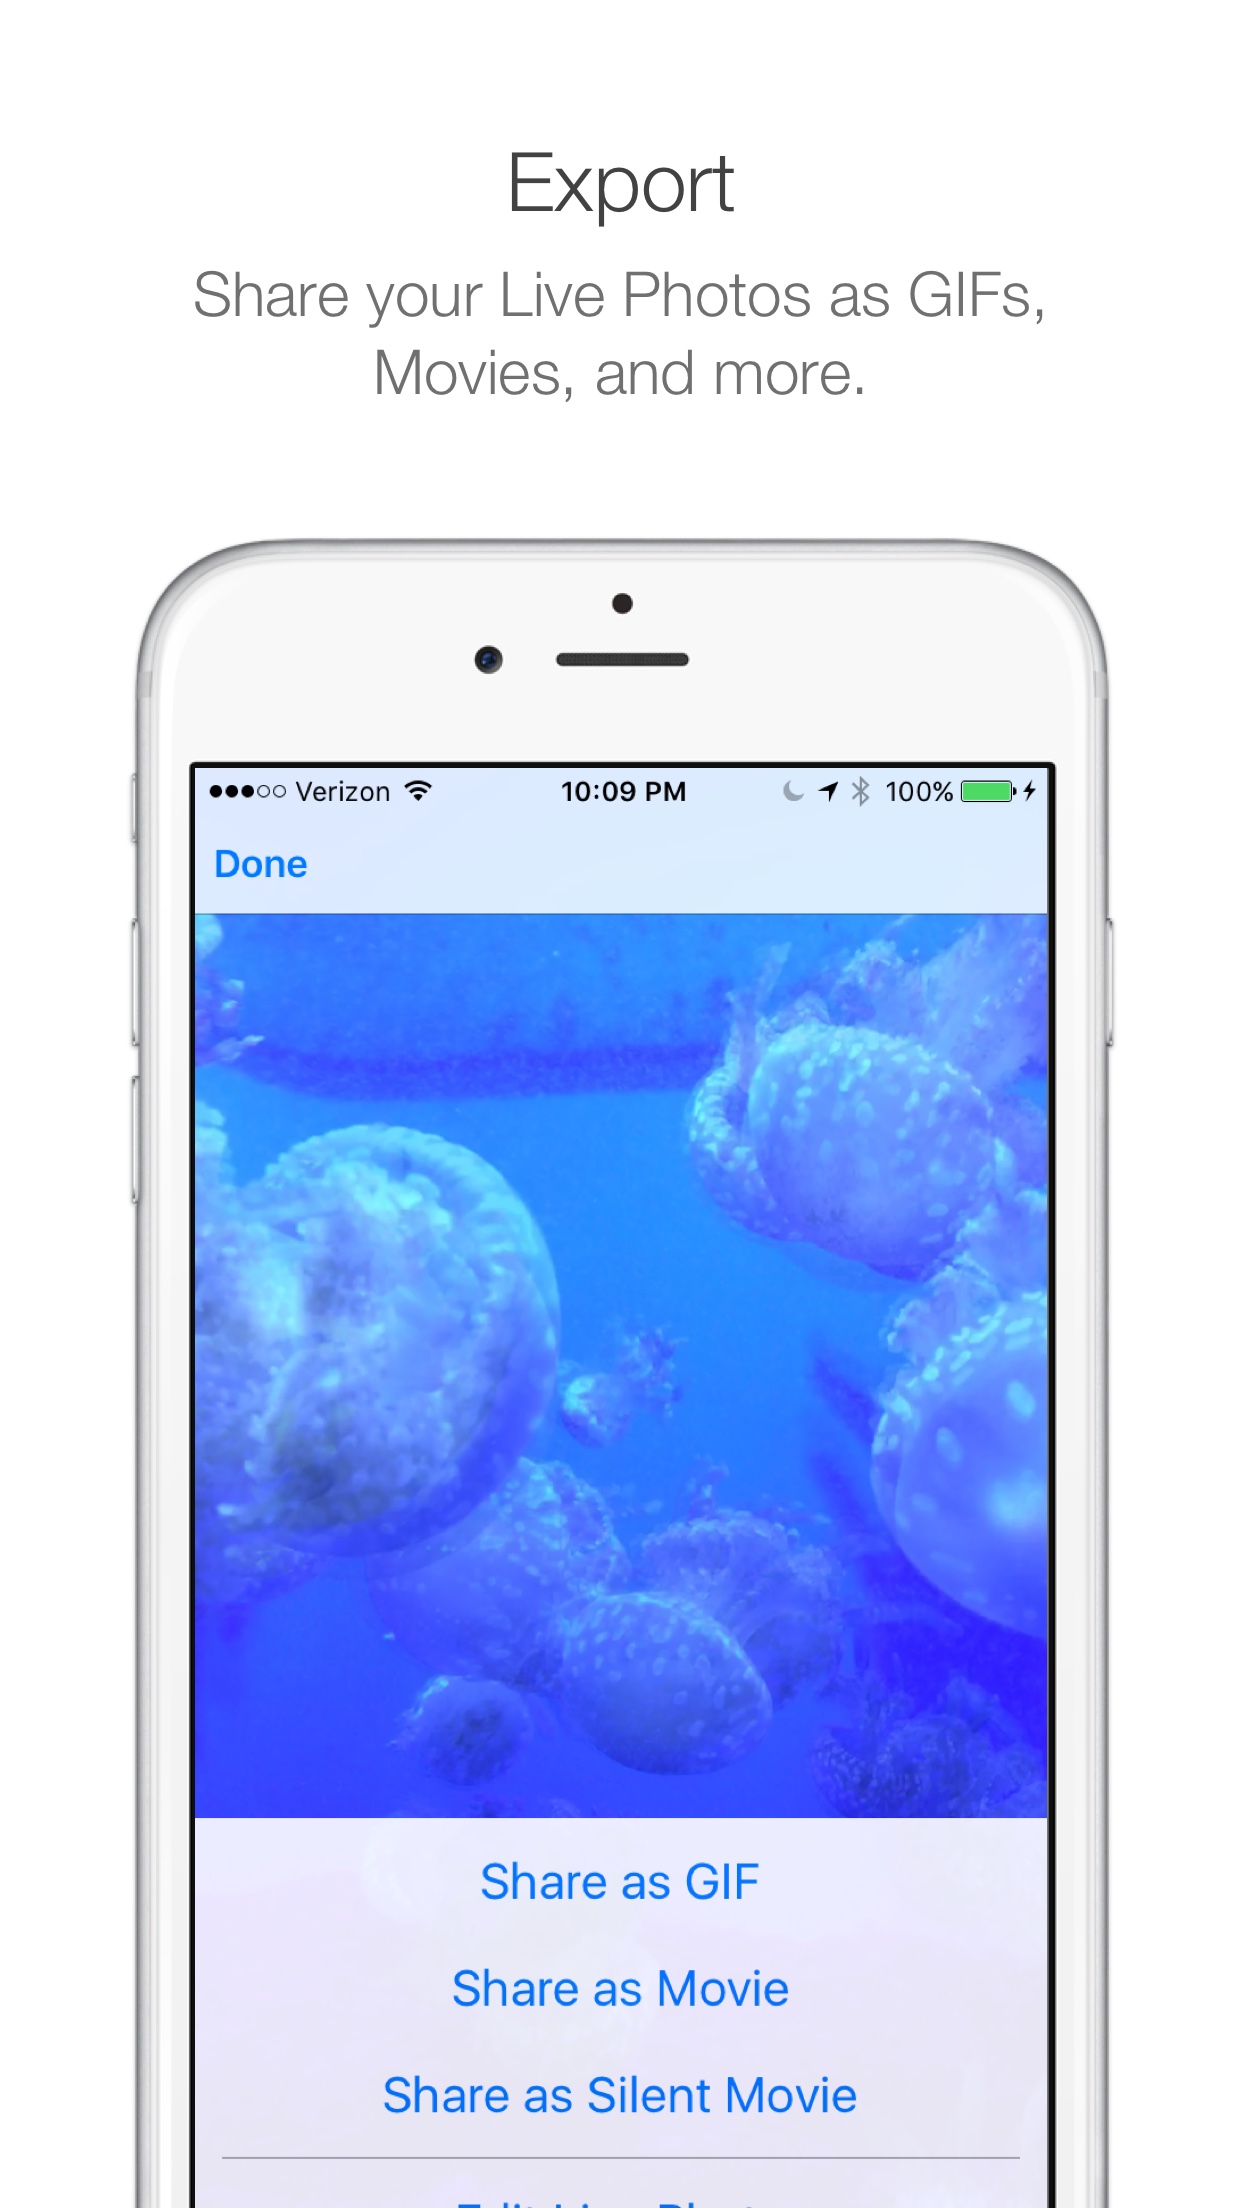 Export
Share your Live Photos as GIFs,
Movies, and more.
Verizon 10:09 PM 100%
Done
Share as GIF
Share as Movie
Share as Silent Movie